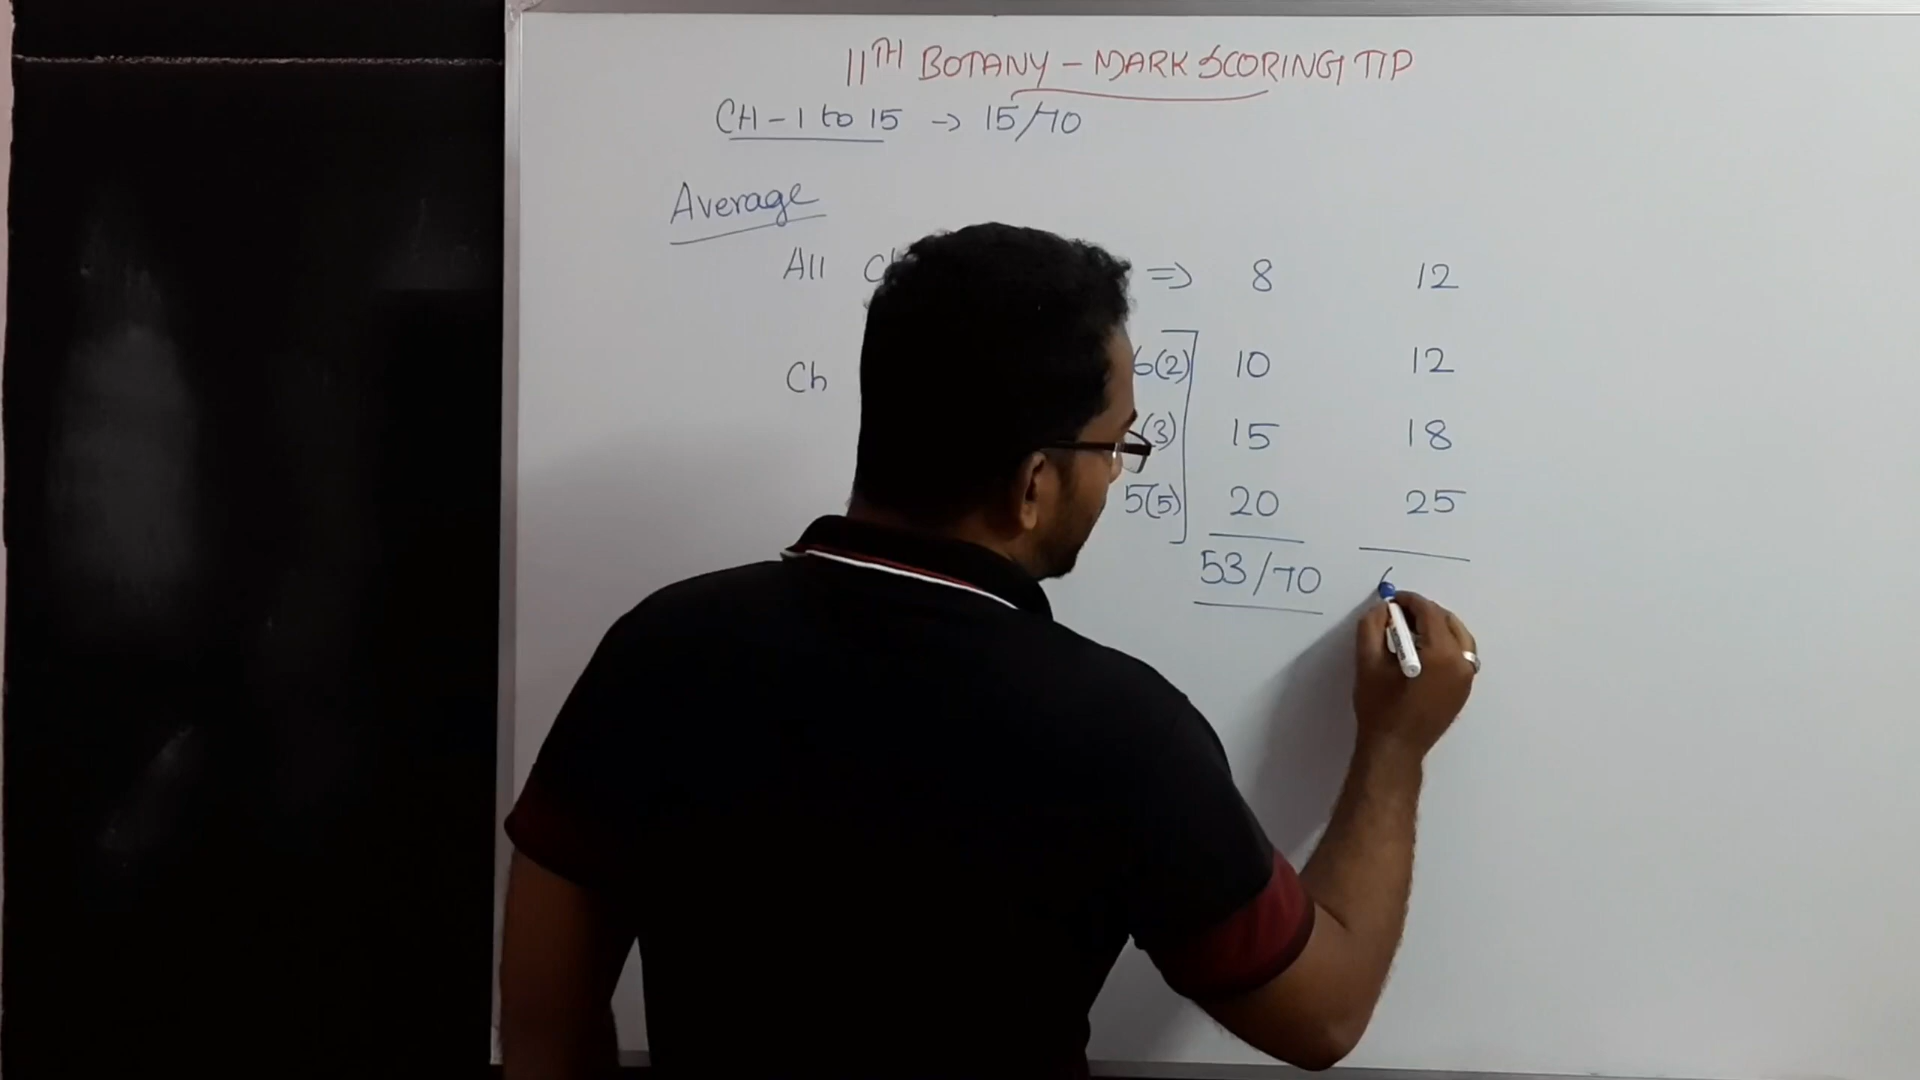 11TH BOTANY - MARK SCORING TIP
CH - 1 to 15 -> 15/70
Average
All => 8 12
Ch 6(2) 10 12
(3) 15 18
5(5) 20 25
53/70